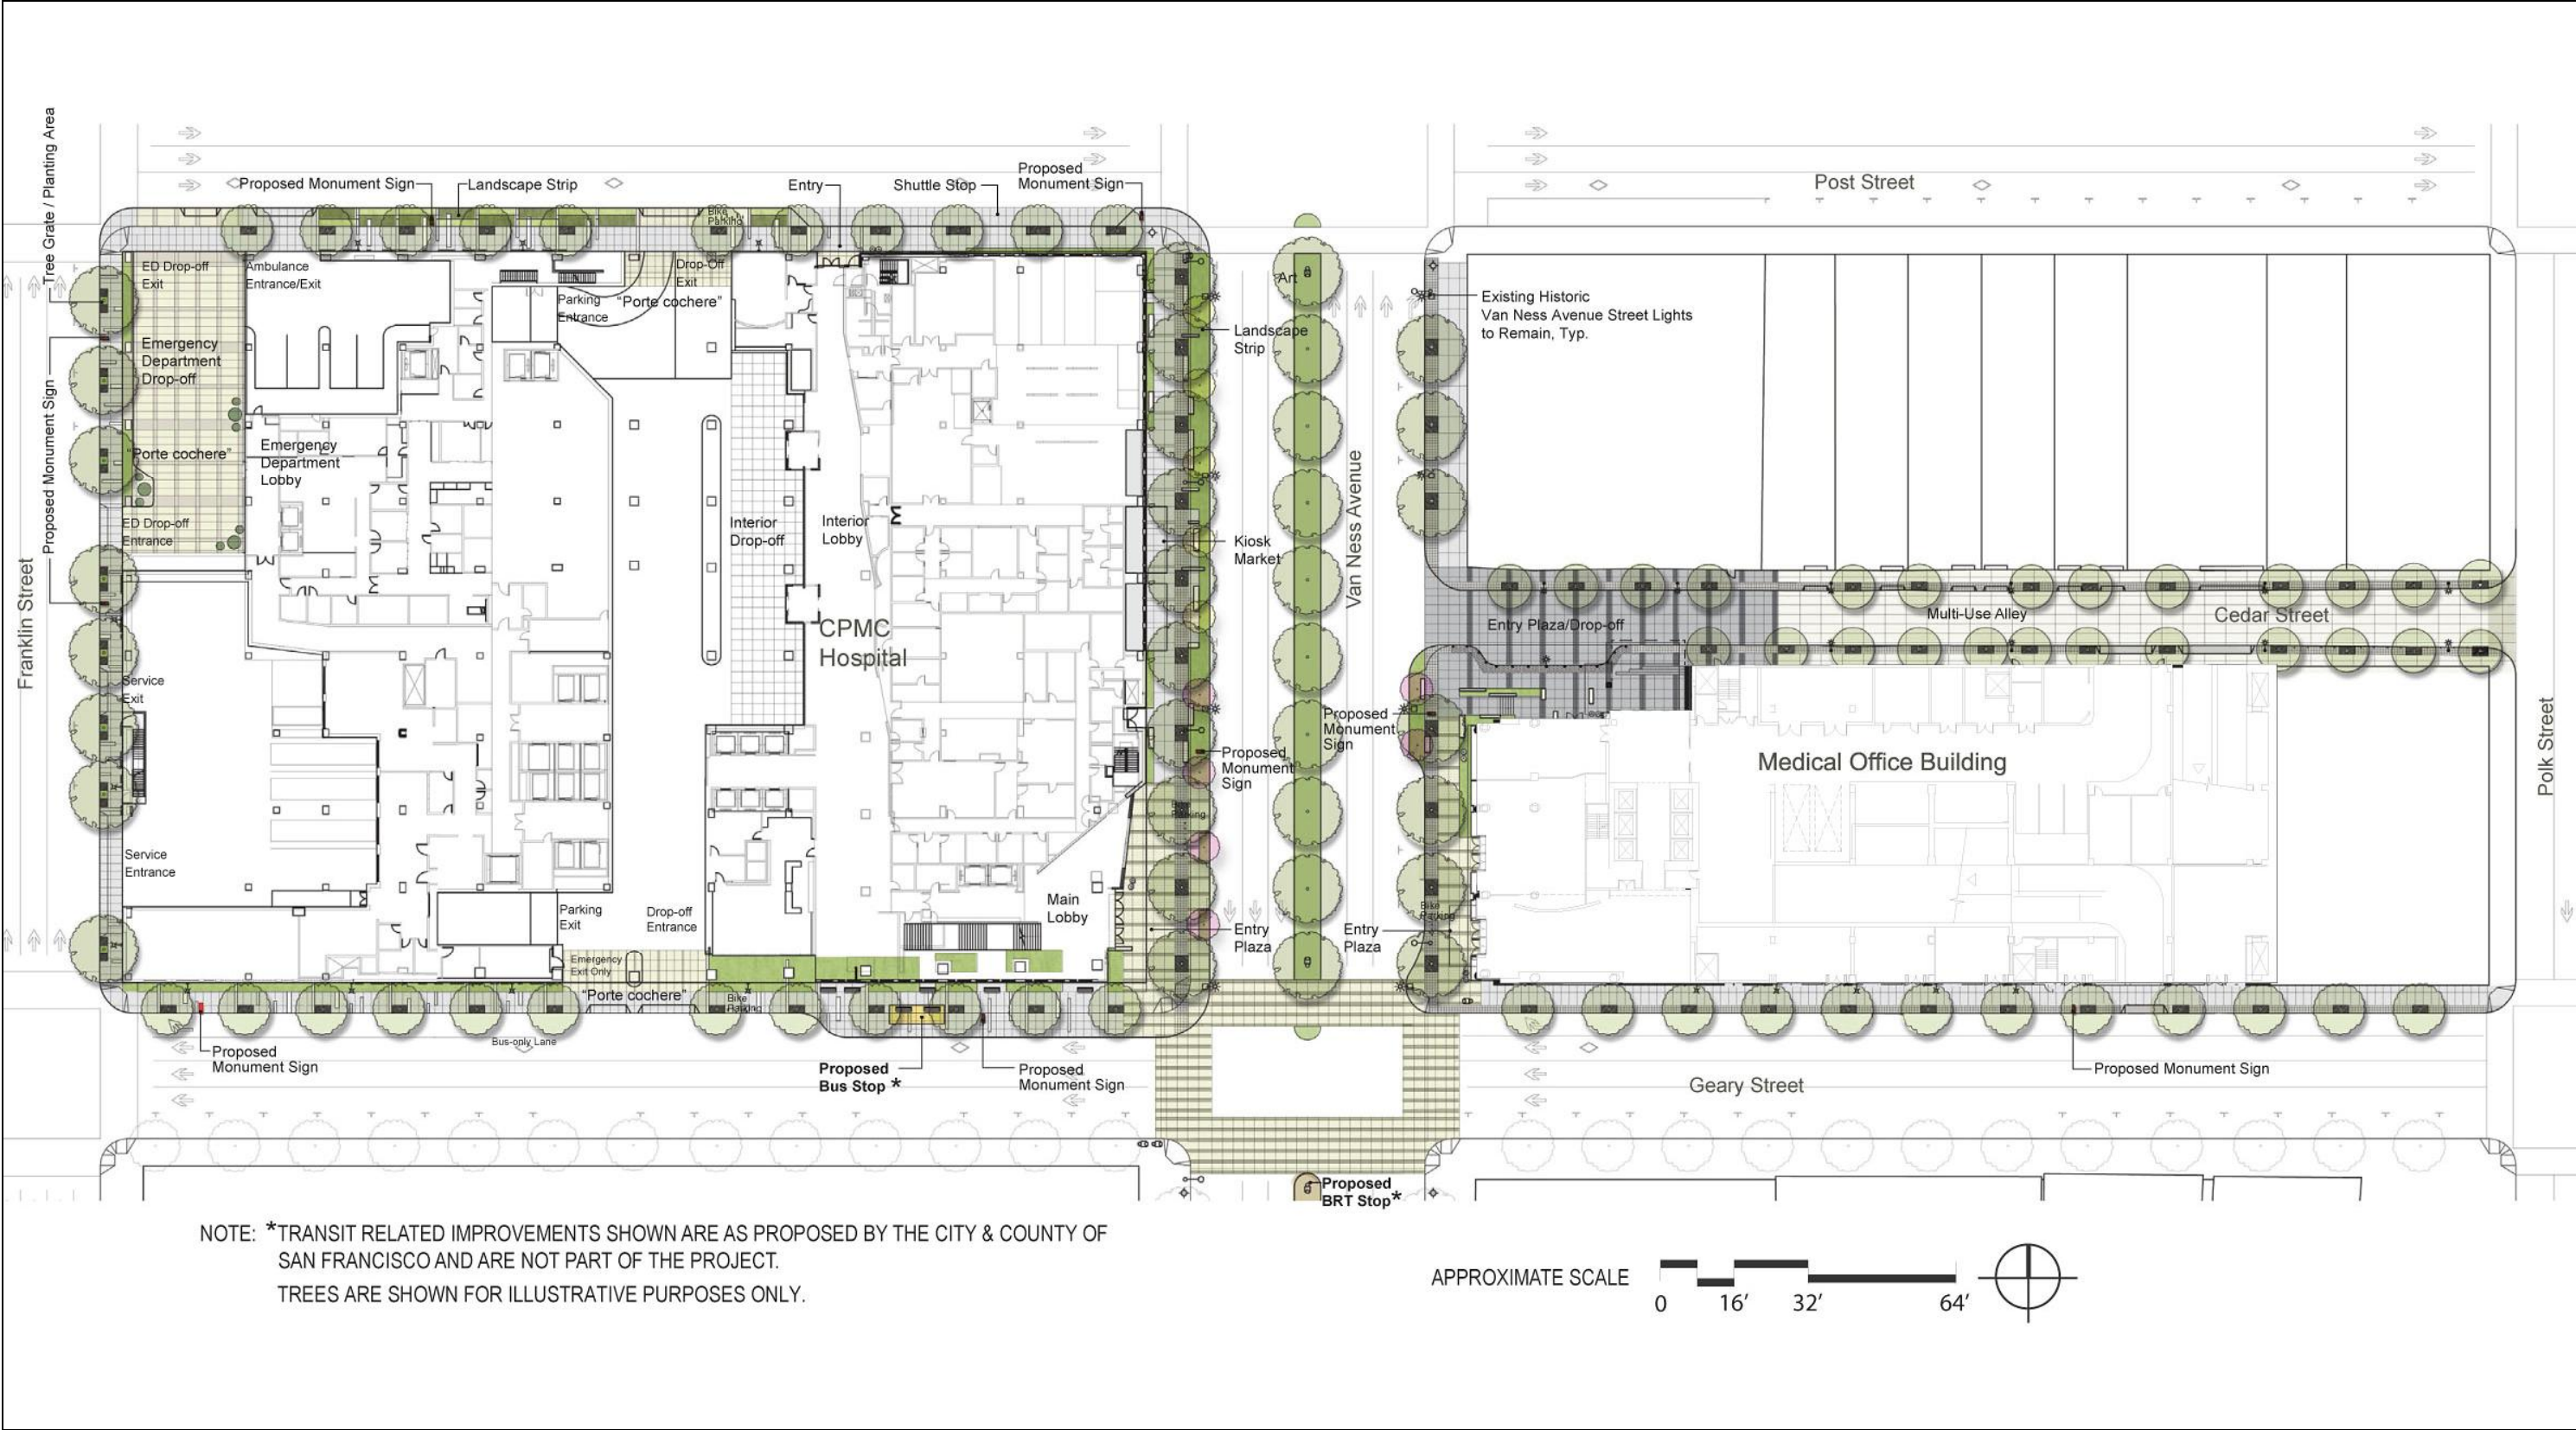 Tree Grate / Planting Area
Proposed Monument Sign
Landscape Strip
Entry
Shuttle Stop
Proposed
Monument Sign
Post Street
Bike
Parking
ED Drop-off
Exit
Ambulance
Entrance/Exit
Drop-Off
Exit
Parking
Entrance
"Porte cochere"
Art
Existing Historic
Van Ness Avenue Street Lights
to Remain, Typ.
Landscape
Strip
Emergency
Department
Drop-off
Proposed Monument Sign
"Porte cochere"
Emergency
Department
Lobby
ED Drop-off
Entrance
Interior
Drop-off
Interior
Lobby
Kiosk
Market
Van Ness Avenue
Franklin Street
CPMC
Hospital
Entry Plaza/Drop-off
Multi-Use Alley
Cedar Street
Service
Exit
Proposed
Monument
Sign
Proposed
Monument
Sign
Medical Office Building
Polk Street
Bike
Parking
Service
Entrance
Parking
Exit
Drop-off
Entrance
Main
Lobby
Entry
Plaza
Entry
Plaza
Bike
Parking
Emergency
Exit Only
"Porte cochere"
Bike
Parking
Bus-only Lane
Proposed
Monument Sign
Proposed
Bus Stop *
Proposed
Monument Sign
Geary Street
Proposed Monument Sign
Proposed
BRT Stop*
NOTE: *TRANSIT RELATED IMPROVEMENTS SHOWN ARE AS PROPOSED BY THE CITY & COUNTY OF
SAN FRANCISCO AND ARE NOT PART OF THE PROJECT.
TREES ARE SHOWN FOR ILLUSTRATIVE PURPOSES ONLY.
APPROXIMATE SCALE
0 16' 32' 64'